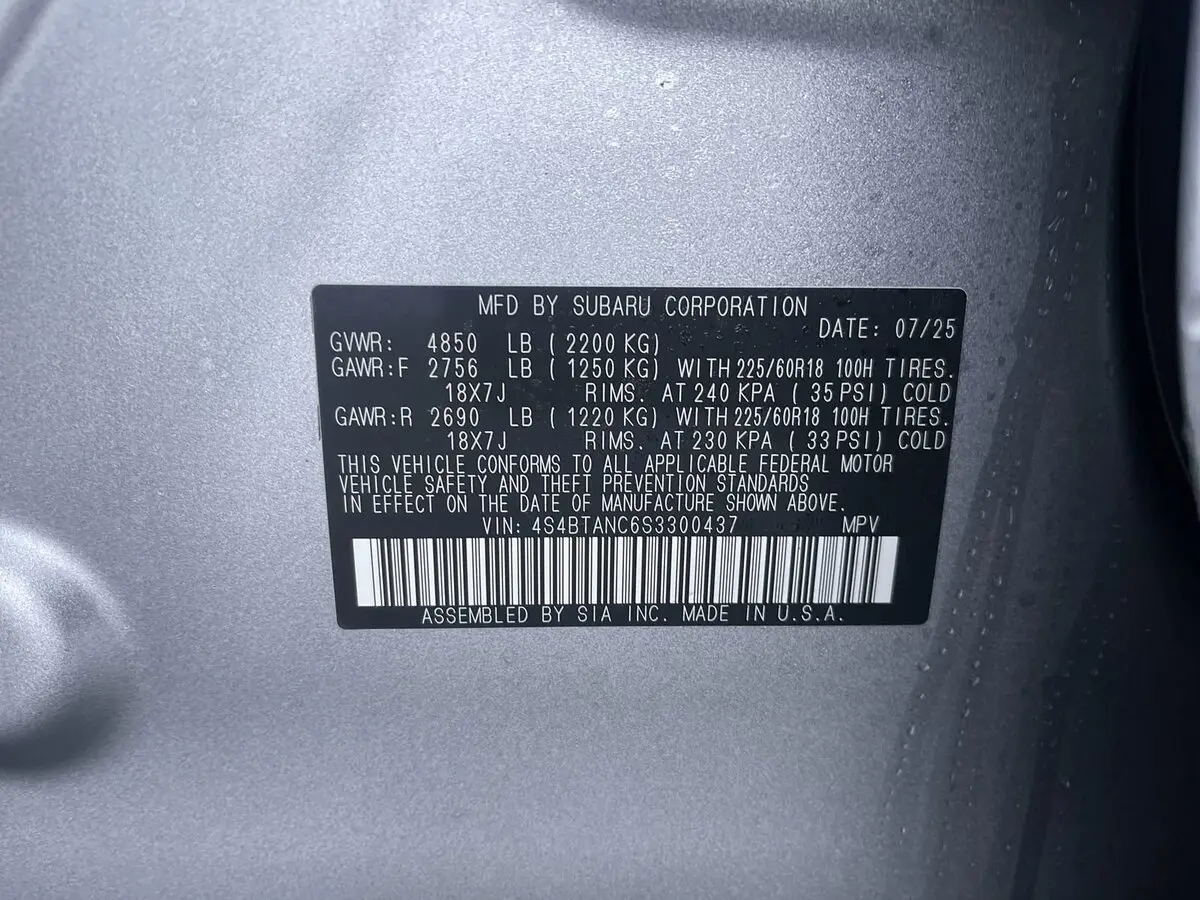 MFD BY SUBARU CORPORATION
DATE: 07/25
GVWR: 4850 LB ( 2200 KG)
GAWR:F 2756 LB ( 1250 KG) WITH 225/60R18 100H TIRES.
18X7J RIMS. AT 240 KPA ( 35 PSI) COLD
GAWR:R 2690 LB ( 1220 KG) WITH 225/60R18 100H TIRES.
18X7J RIMS. AT 230 KPA ( 33 PSI) COLD
THIS VEHICLE CONFORMS TO ALL APPLICABLE FEDERAL MOTOR
VEHICLE SAFETY AND THEFT PREVENTION STANDARDS
IN EFFECT ON THE DATE OF MANUFACTURE SHOWN ABOVE.
VIN: 4S4BTANC6S3300437 MPV
ASSEMBLED BY SIA INC. MADE IN U.S.A.